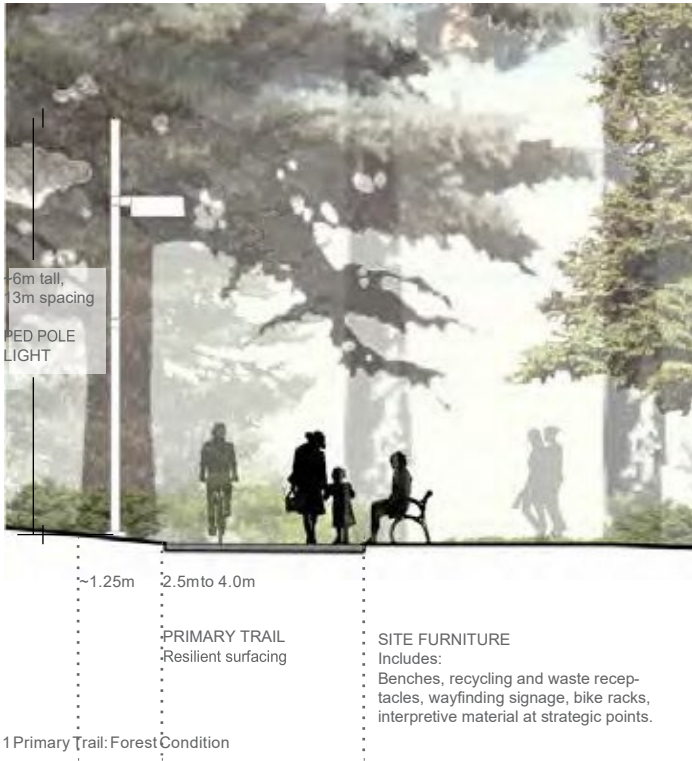 ~6m tall,
13m spacing
PED POLE
LIGHT
~1.25m
2.5mto 4.0m
PRIMARY TRAIL
Resilient surfacing
SITE FURNITURE
Includes:
Benches, recycling and waste recep-
tacles, wayfinding signage, bike racks,
interpretive material at strategic points.
1 Primary Trail: Forest Condition